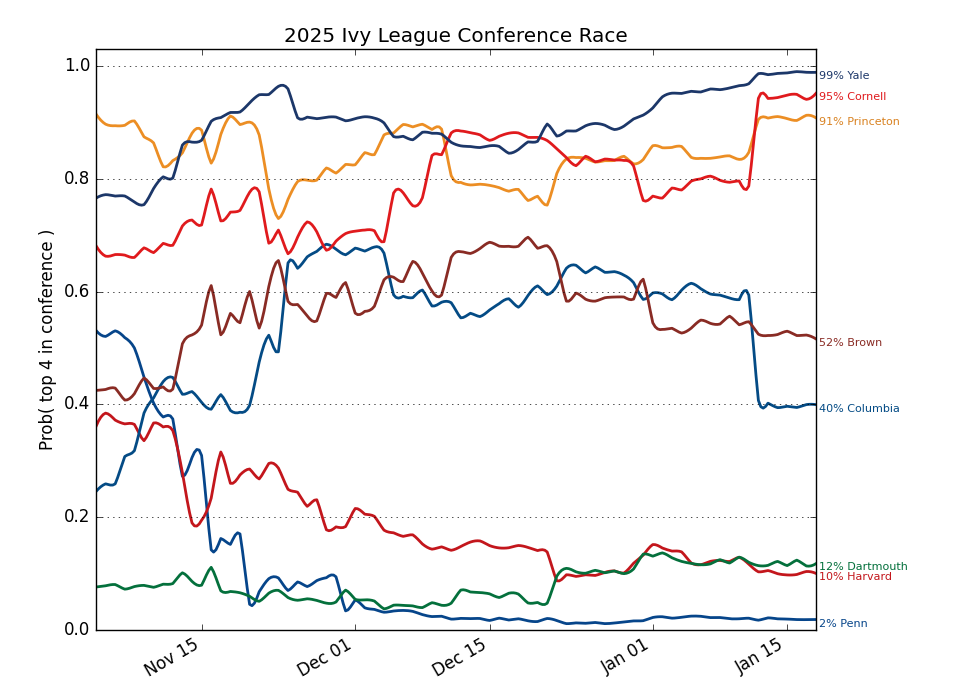 2025 Ivy League Conference Race
Prob( top 4 in conference )
1.0
0.8
0.6
0.4
0.2
0.0
Nov 15
Dec 01
Dec 15
Jan 01
Jan 15
99% Yale
95% Cornell
91% Princeton
52% Brown
40% Columbia
12% Dartmouth
10% Harvard
2% Penn